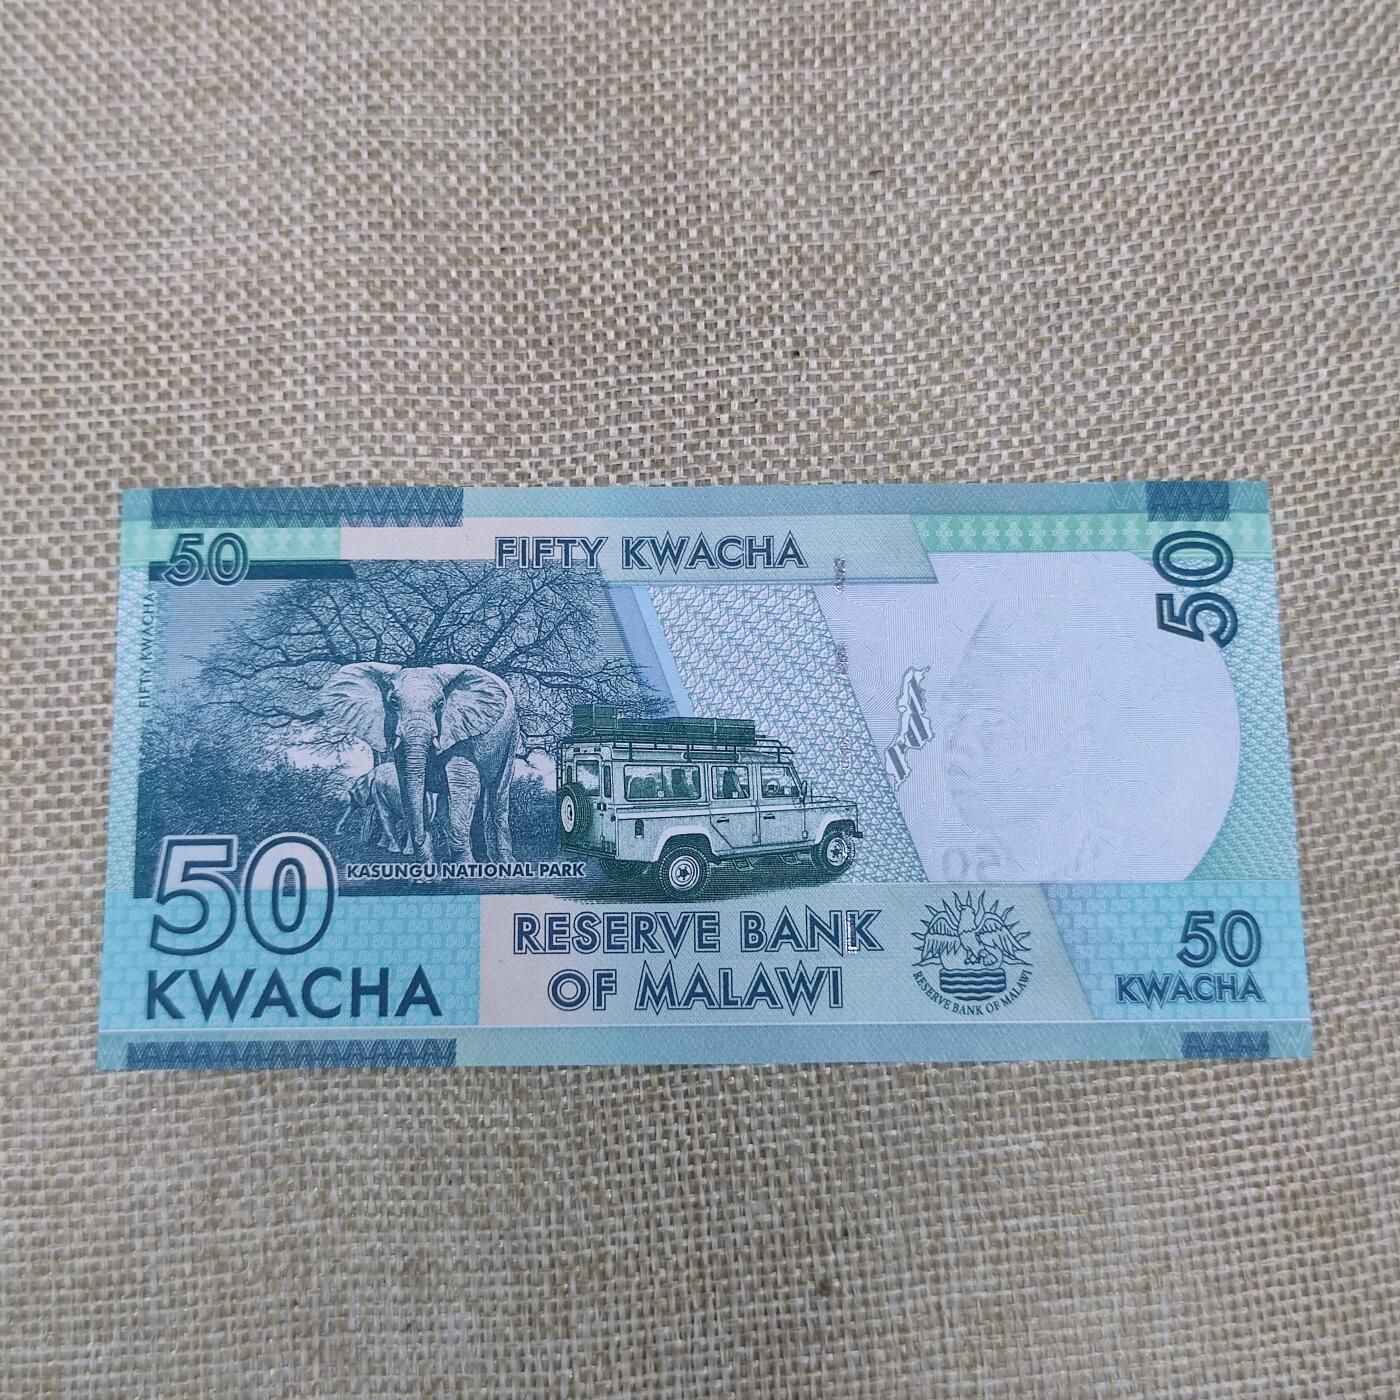 50
FIFTY KWACHA
50
FIFTY KWACHA
KASUNGU NATIONAL PARK
50
KWACHA
RESERVE BANK
OF MALAWI
RESERVE BANK OF MALAWI
50
KWACHA